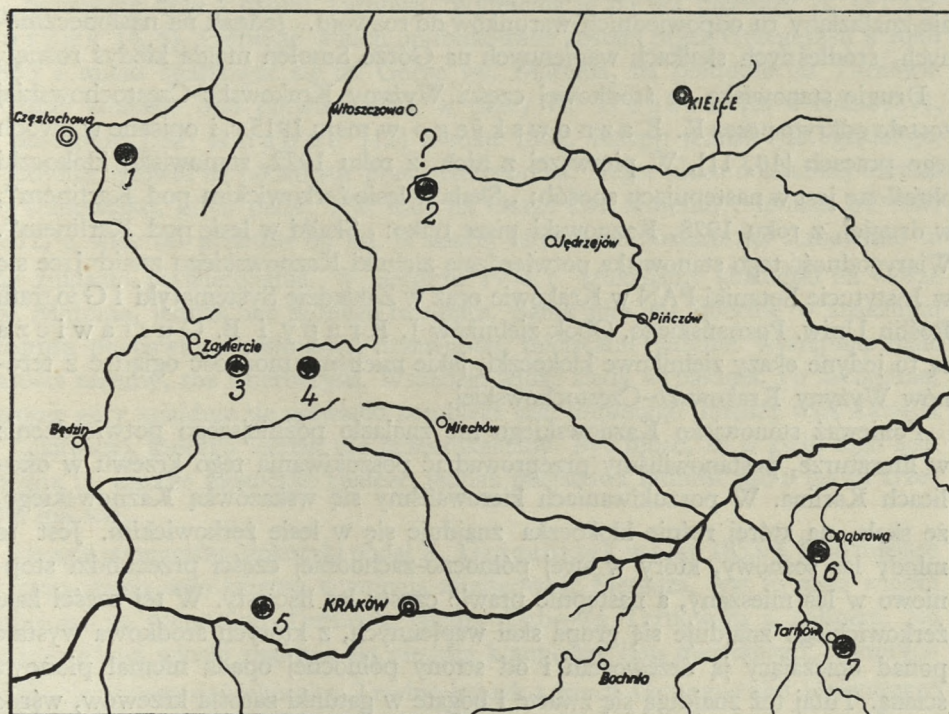 Częstochowa
1
Włoszczowa
?
2
KIELCE
Jędrzejów
Pińczów
Zawiercie
3
4
Będzin
Miechów
5
KRAKÓW
Dąbrowa
6
Tarnów
7
Bochnia